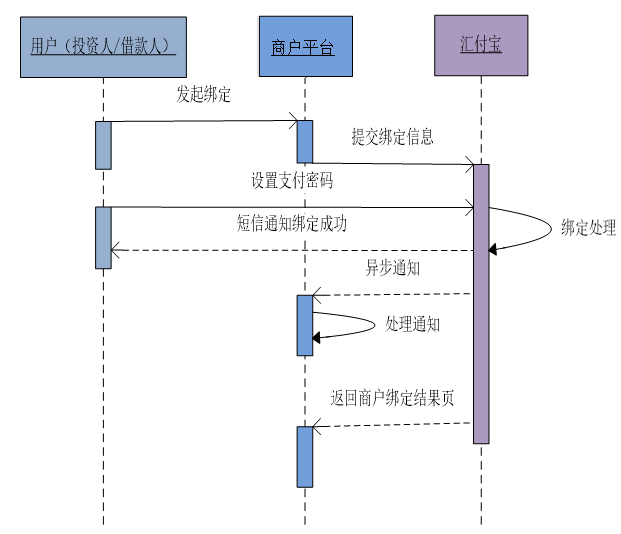 用户（投资人/借款人）
商户平台
汇付宝
发起绑定
提交绑定信息
设置支付密码
短信通知绑定成功
绑定处理
异步通知
处理通知
返回商户绑定结果页